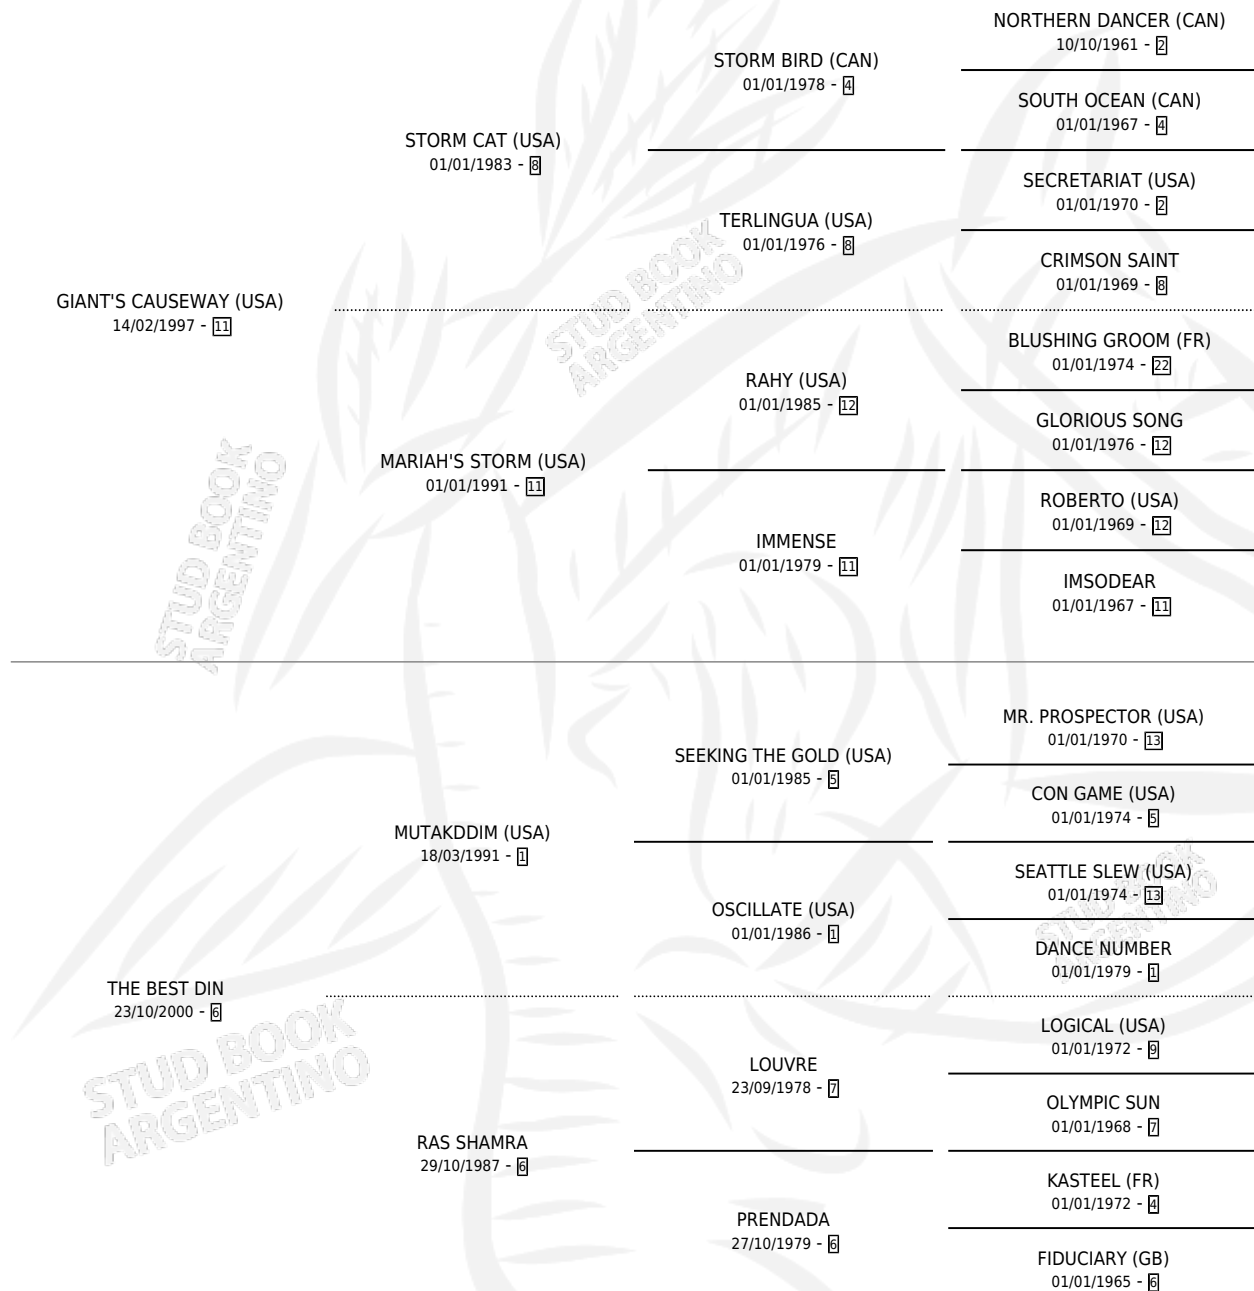 NORTHERN DANCER (CAN)
10/10/1961 - 2
STORM BIRD (CAN)
01/01/1978 - 4
SOUTH OCEAN (CAN)
01/01/1967 - 4
STORM CAT (USA)
01/01/1983 - 8
SECRETARIAT (USA)
01/01/1970 - 2
TERLINGUA (USA)
01/01/1976 - 8
CRIMSON SAINT
01/01/1969 - 8
GIANT'S CAUSEWAY (USA)
14/02/1997 - 11
BLUSHING GROOM (FR)
01/01/1974 - 22
RAHY (USA)
01/01/1985 - 12
GLORIOUS SONG
01/01/1976 - 12
MARIAH'S STORM (USA)
01/01/1991 - 11
ROBERTO (USA)
01/01/1969 - 12
IMMENSE
01/01/1979 - 11
IMSODEAR
01/01/1967 - 11
MR. PROSPECTOR (USA)
01/01/1970 - 13
SEEKING THE GOLD (USA)
01/01/1985 - 5
CON GAME (USA)
01/01/1974 - 5
MUTAKDDIM (USA)
18/03/1991 - 1
SEATTLE SLEW (USA)
01/01/1974 - 13
OSCILLATE (USA)
01/01/1986 - 1
DANCE NUMBER
01/01/1979 - 1
THE BEST DIN
23/10/2000 - 6
LOGICAL (USA)
01/01/1972 - 9
LOUVRE
23/09/1978 - 7
OLYMPIC SUN
01/01/1968 - 7
RAS SHAMRA
29/10/1987 - 6
KASTEEL (FR)
01/01/1972 - 4
PRENDADA
27/10/1979 - 6
FIDUCIARY (GB)
01/01/1965 - 6
STUD BOOK
ARGENTINO
STUD BOOK
ARGENTINO
STUD BOOK
ARGENTINO
STUD BOOK
ARGENTINO